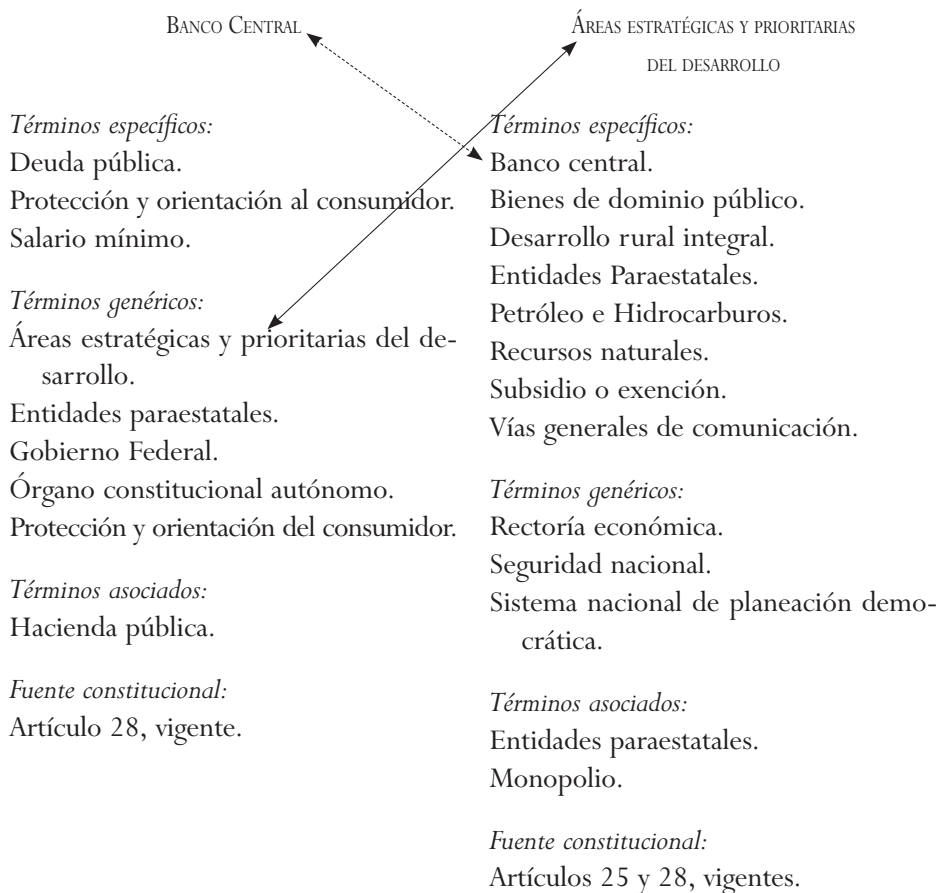 BANCO CENTRAL
Términos específicos:
Deuda pública.
Protección y orientación al consumidor.
Salario mínimo.
Términos genéricos:
Áreas estratégicas y prioritarias del de-
sarrollo.
Entidades paraestatales.
Gobierno Federal.
Órgano constitucional autónomo.
Protección y orientación del consumidor.
Términos asociados:
Hacienda pública.
Fuente constitucional:
Artículo 28, vigente.
ÁREAS ESTRATÉGICAS Y PRIORITARIAS
DEL DESARROLLO
Términos específicos:
Banco central.
Bienes de dominio público.
Desarrollo rural integral.
Entidades Paraestatales.
Petróleo e Hidrocarburos.
Recursos naturales.
Subsidio o exención.
Vías generales de comunicación.
Términos genéricos:
Rectoría económica.
Seguridad nacional.
Sistema nacional de planeación demo-
crática.
Términos asociados:
Entidades paraestatales.
Monopolio.
Fuente constitucional:
Artículos 25 y 28, vigentes.